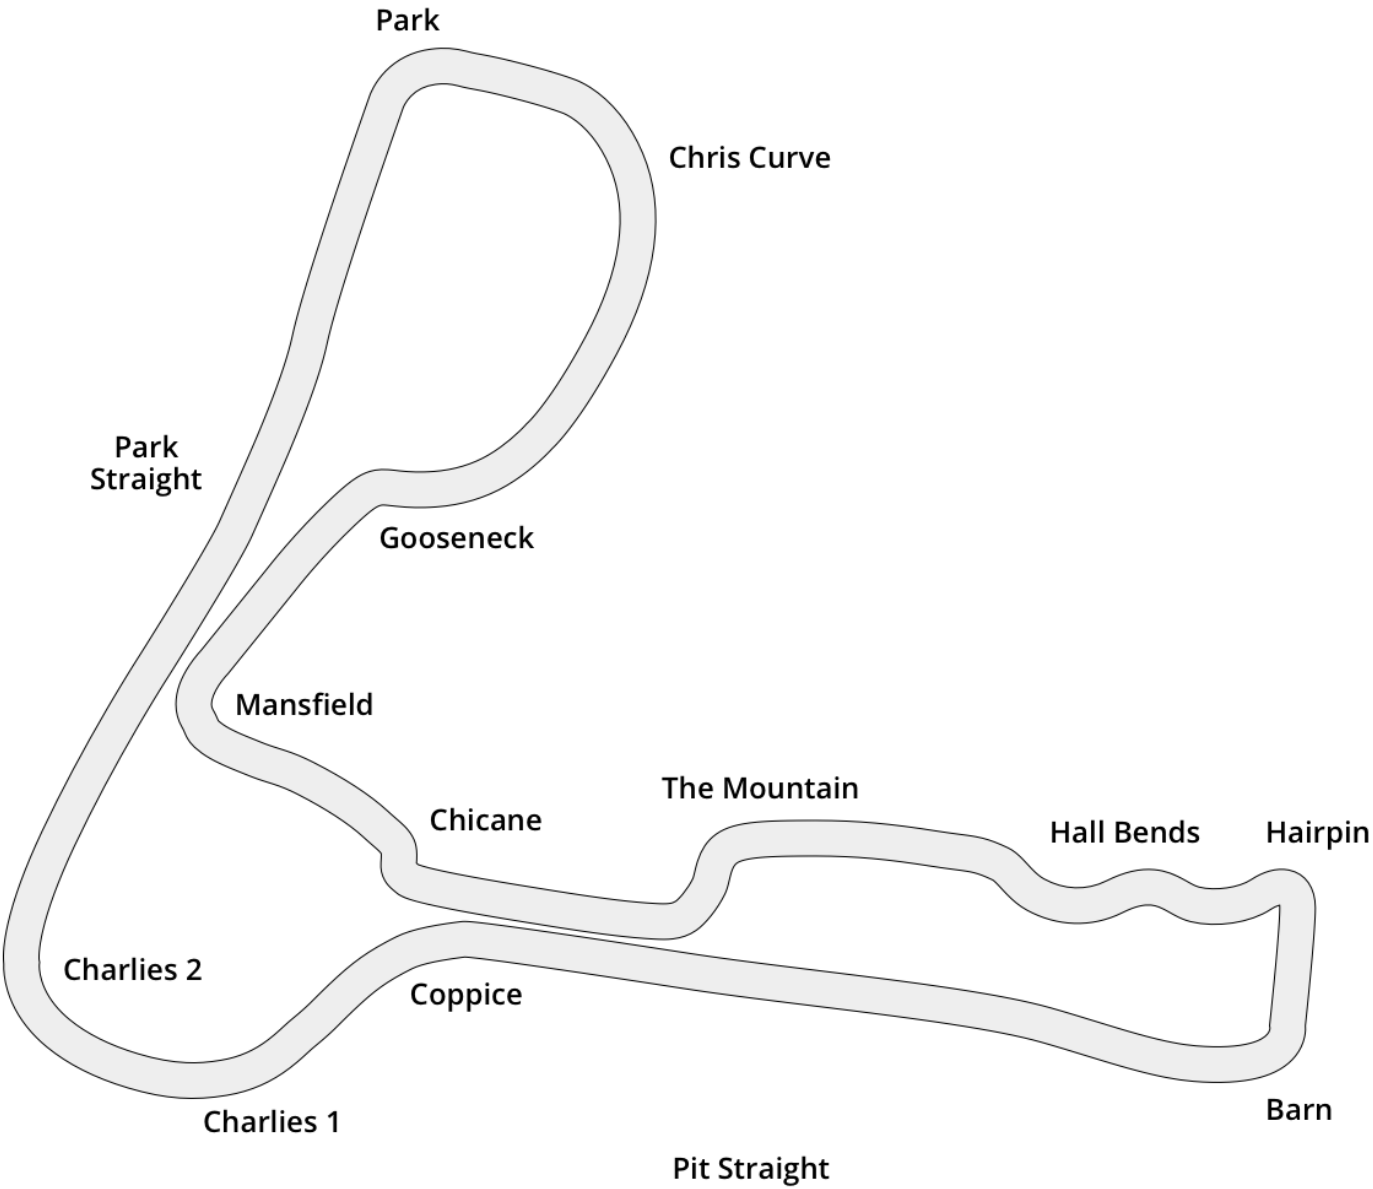 Park
Chris Curve
Park
Straight
Gooseneck
Mansfield
The Mountain
Chicane
Hall Bends
Hairpin
Charlies 2
Coppice
Barn
Charlies 1
Pit Straight